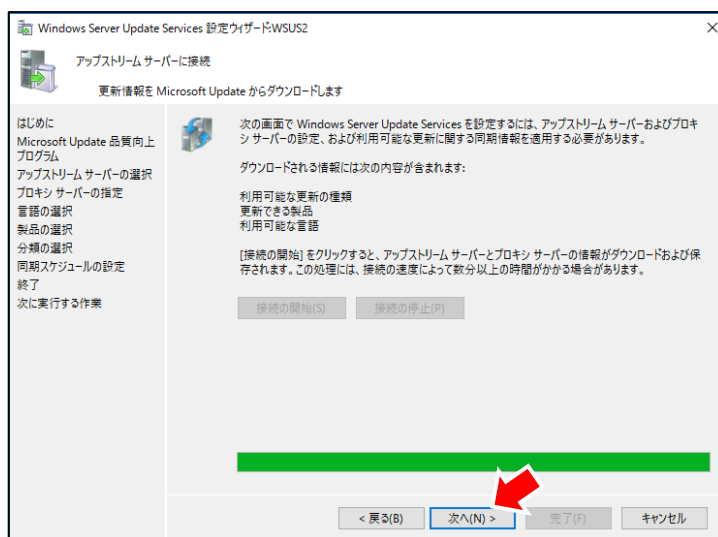 Windows Server Update Services 設定ウィザード:WSUS2
アップストリーム サーバーに接続
更新情報を Microsoft Update からダウンロードします
はじめに
Microsoft Update 品質向上
プログラム
アップストリーム サーバーの選択
プロキシ サーバーの指定
言語の選択
製品の選択
分類の選択
同期スケジュールの設定
終了
次に実行する作業
次の画面で Windows Server Update Services を設定するには、アップストリーム サーバーおよびプロキ
シ サーバーの設定、および利用可能な更新に関する同期情報を適用する必要があります。
ダウンロードされる情報には次の内容が含まれます:
利用可能な更新の種類
更新できる製品
利用可能な言語
[接続の開始] をクリックすると、アップストリーム サーバーとプロキシ サーバーの情報がダウンロードおよび保
存されます。この処理には、接続の速度によって数分以上の時間がかかる場合があります。
接続の開始(S) 接続の停止(P)
< 戻る(B) 次へ(N) > 完了(F) キャンセル